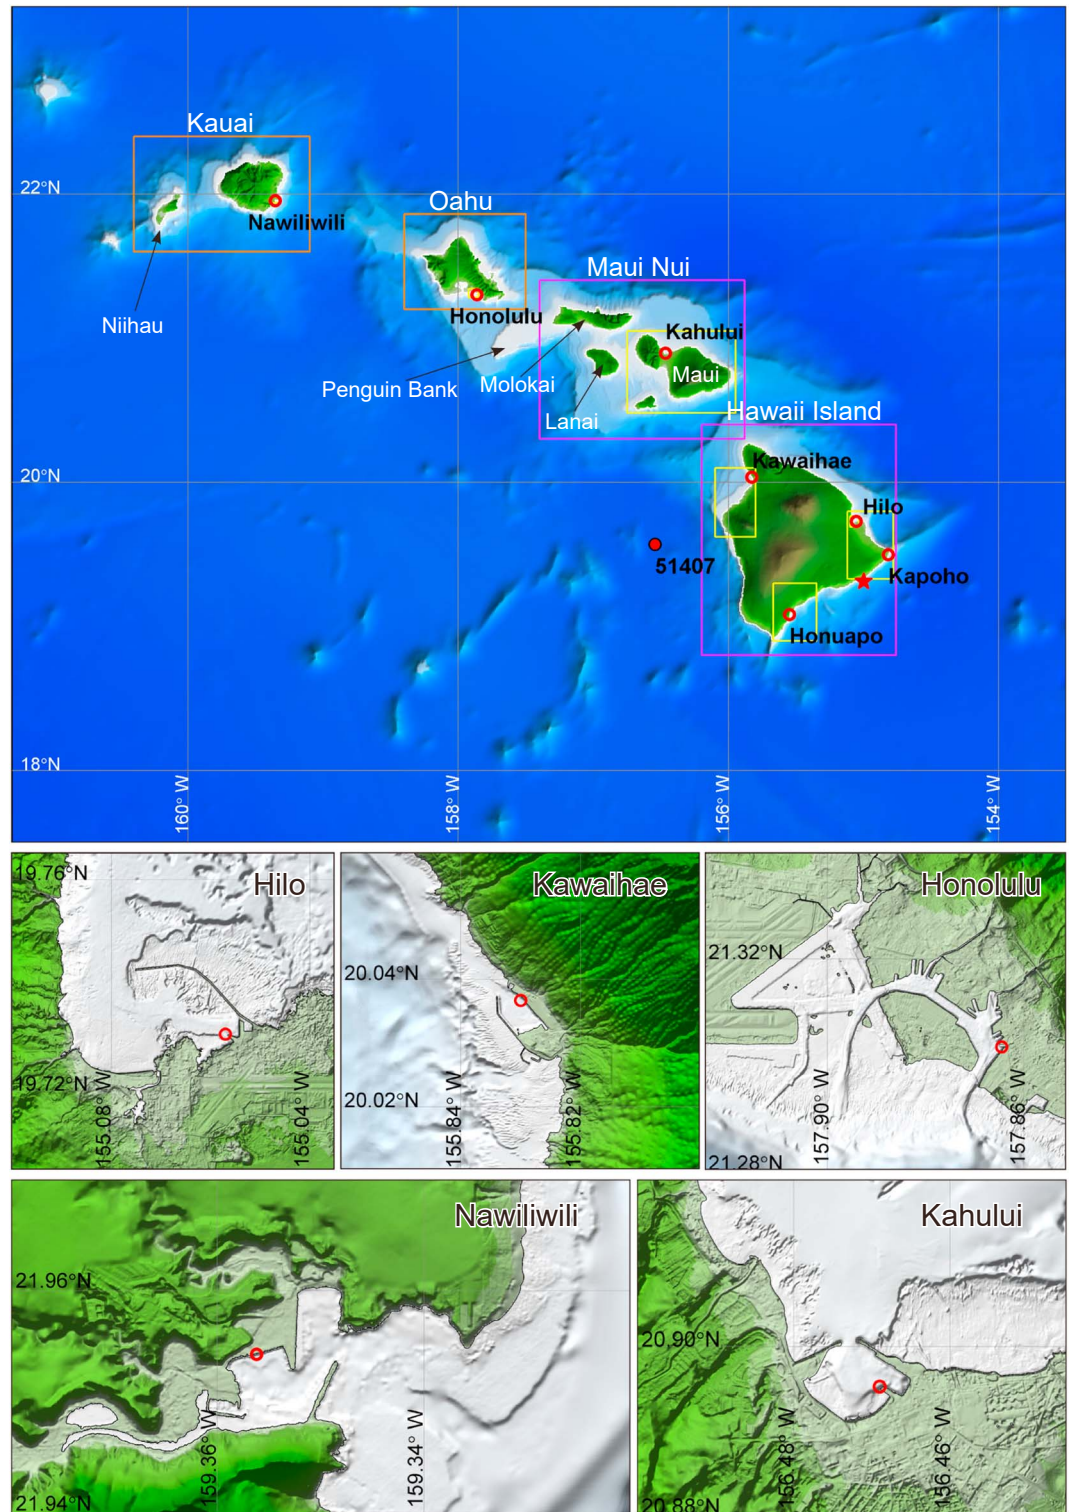 Kauai
22°N
Oahu
Nawiliwili
Maui Nui
Niihau
Honolulu
Kahului
Penguin Bank
Molokai
Maui
Lanai
Hawaii Island
Kawaihae
20°N
Hilo
51407
Kapoho
Honuapo
18°N
160° W
158° W
156° W
154° W
19.76°N
Hilo
19.72°N
155.08° W
155.04° W
Kawaihae
20.04°N
20.02°N
155.84° W
155.82° W
Honolulu
21.32°N
157.90° W
157.86° W
21.28°N
Nawiliwili
21.96°N
159.36° W
159.34° W
21.94°N
Kahului
20.90°N
156.48° W
156.46° W
20.88°N